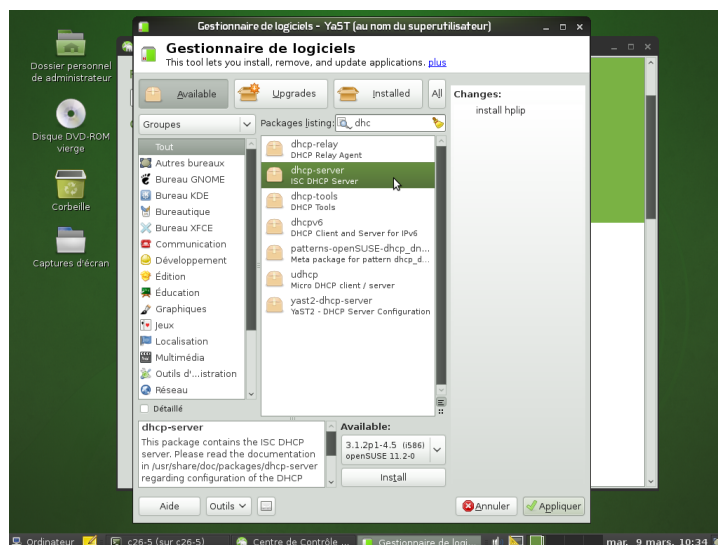 Gestionnaire de logiciels - YaST (au nom du superutilisateur)
Gestionnaire de logiciels
This tool lets you install, remove, and update applications. plus
Dossier personnel
de administrateur
Disque DVD-ROM
vierge
Corbeille
Captures d'écran
Available
Upgrades
Installed
All
Groupes
Packages listing:
dhc
Tout
Autres bureaux
Bureau GNOME
Bureau KDE
Bureautique
Bureau XFCE
Communication
Développement
Édition
Éducation
Graphiques
Jeux
Localisation
Multimédia
Outils d'...istration
Réseau
Détaillé
dhcp-relay
DHCP Relay Agent
dhcp-server
ISC DHCP Server
dhcp-tools
DHCP Tools
dhcpv6
DHCP Client and Server for IPv6
patterns-openSUSE-dhcp_dn...
Meta package for pattern dhcp_d...
udhcp
Micro DHCP client / server
yast2-dhcp-server
YaST2 - DHCP Server Configuration
Changes:
install hplip
dhcp-server
This package contains the ISC DHCP
server. Please read the documentation
in /usr/share/doc/packages/dhcp-server
regarding configuration of the DHCP
Available:
3.1.2p1-4.5 (i586)
openSUSE 11.2-0
Install
Aide
Outils
Annuler
Appliquer
Ordinateur
c26-5 (sur c26-5)
Centre de Contrôle ...
Gestionnaire de logi...
mar. 9 mars, 10:34